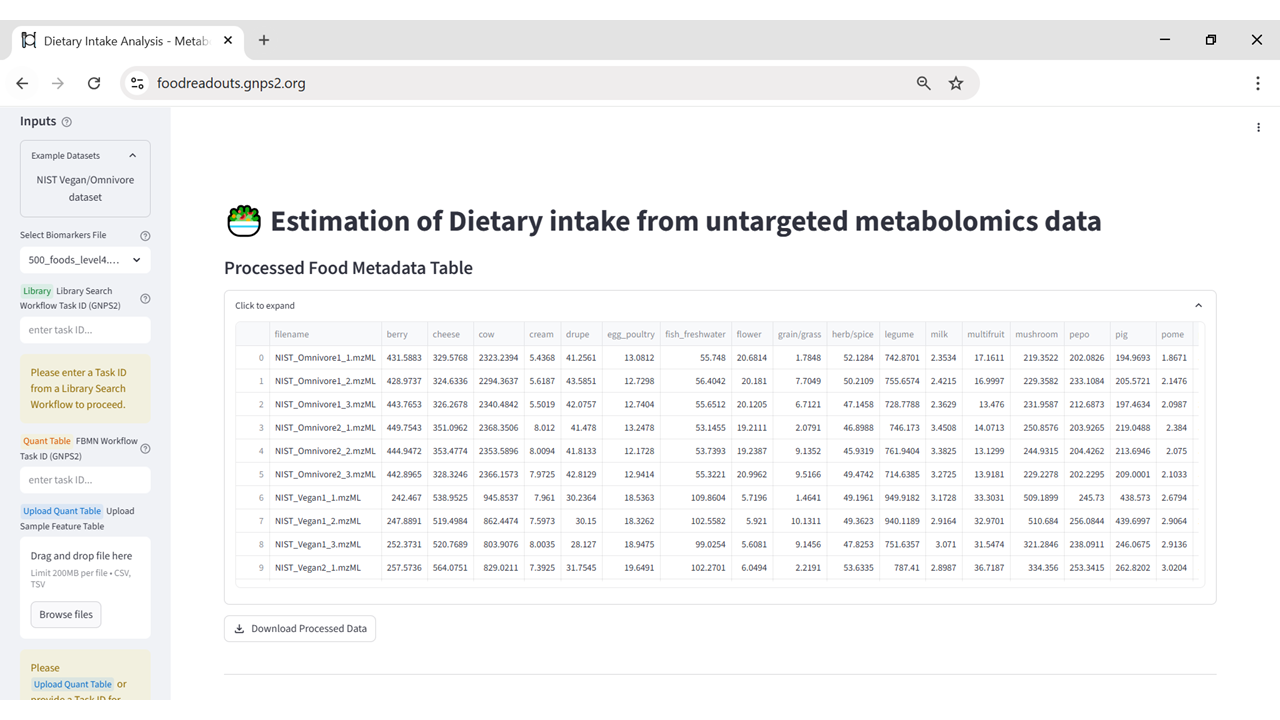 Dietary Intake Analysis - Metab
foodreadouts.gnps2.org
Inputs
Example Datasets
NIST Vegan/Omnivore
dataset
Select Biomarkers File
500_foods_level4....
Library Library Search
Workflow Task ID (GNPS2)
enter task ID...
Please enter a Task ID
from a Library Search
Workflow to proceed.
Quant Table FBMN Workflow
Task ID (GNPS2)
enter task ID...
Upload Quant Table Upload
Sample Feature Table
Drag and drop file here
Limit 200MB per file • CSV,
TSV
Browse files
Please
Upload Quant Table or
provide a Task ID for
Estimation of Dietary intake from untargeted metabolomics data
Processed Food Metadata Table
Click to expand
filename berry cheese cow cream drupe egg_poultry fish_freshwater flower grain/grass herb/spice legume milk multifruit mushroom pepo pig pome
0 NIST_Omnivore1_1.mzML 431.5883 329.5768 2323.2394 5.4368 41.2561 13.0812 55.748 20.6814 1.7848 52.1284 742.8701 2.3534 17.1611 219.3522 202.0826 194.9693 1.8671
1 NIST_Omnivore1_2.mzML 428.9737 324.6336 2294.3637 5.6187 43.5851 12.7298 56.4042 20.181 7.7049 50.2109 755.6574 2.4215 16.9997 229.3582 233.1084 205.5721 2.1476
2 NIST_Omnivore1_3.mzML 443.7653 326.2678 2340.4842 5.5019 42.0757 12.7404 55.6512 20.1205 6.7121 47.1458 728.7788 2.3629 13.476 231.9587 212.6873 197.4634 2.0987
3 NIST_Omnivore2_1.mzML 449.7543 351.0962 2368.3506 8.012 41.478 13.2478 53.1455 19.2111 2.0791 46.8988 746.173 3.4508 14.0713 250.8576 203.9265 219.0488 2.384
4 NIST_Omnivore2_2.mzML 444.9472 353.4774 2353.5896 8.0094 41.8133 12.1728 53.7393 19.2387 9.1352 45.9319 761.9404 3.3825 13.1299 244.9315 204.4262 213.6946 2.075
5 NIST_Omnivore2_3.mzML 442.8965 328.3246 2366.1573 7.9725 42.8129 12.9414 55.3221 20.9962 9.5166 49.4742 714.6385 3.2725 13.9181 229.2278 202.2295 209.0001 2.1033
6 NIST_Vegan1_1.mzML 242.467 538.9525 945.8537 7.961 30.2364 18.5363 109.8604 5.7196 1.4641 49.1961 949.9182 3.1728 33.3031 509.1899 245.73 438.573 2.6794
7 NIST_Vegan1_2.mzML 247.8891 519.4984 862.4474 7.5973 30.15 18.3262 102.5582 5.921 10.1311 49.3623 940.1189 2.9164 32.9701 510.684 256.0844 439.6997 2.9064
8 NIST_Vegan1_3.mzML 252.3731 520.7689 803.9076 8.0035 28.127 18.9475 99.0254 5.6081 9.1456 47.8253 751.6357 3.071 31.5474 321.2846 238.0911 246.0675 2.9136
9 NIST_Vegan2_1.mzML 257.5736 564.0751 829.0211 7.3925 31.7545 19.6491 102.2701 6.0494 2.2191 53.6335 787.41 2.8987 36.7187 334.356 253.3415 262.8202 3.0204
Download Processed Data